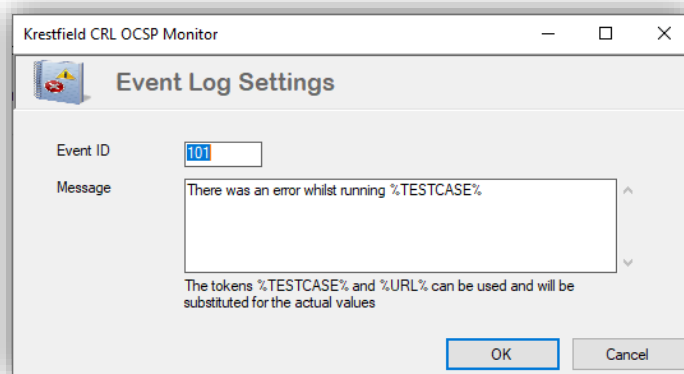 Krestfield CRL OCSP Monitor
Event Log Settings
Event ID
101
Message
There was an error whilst running %TESTCASE%
The tokens %TESTCASE% and %URL% can be used and will be
substituted for the actual values
OK
Cancel